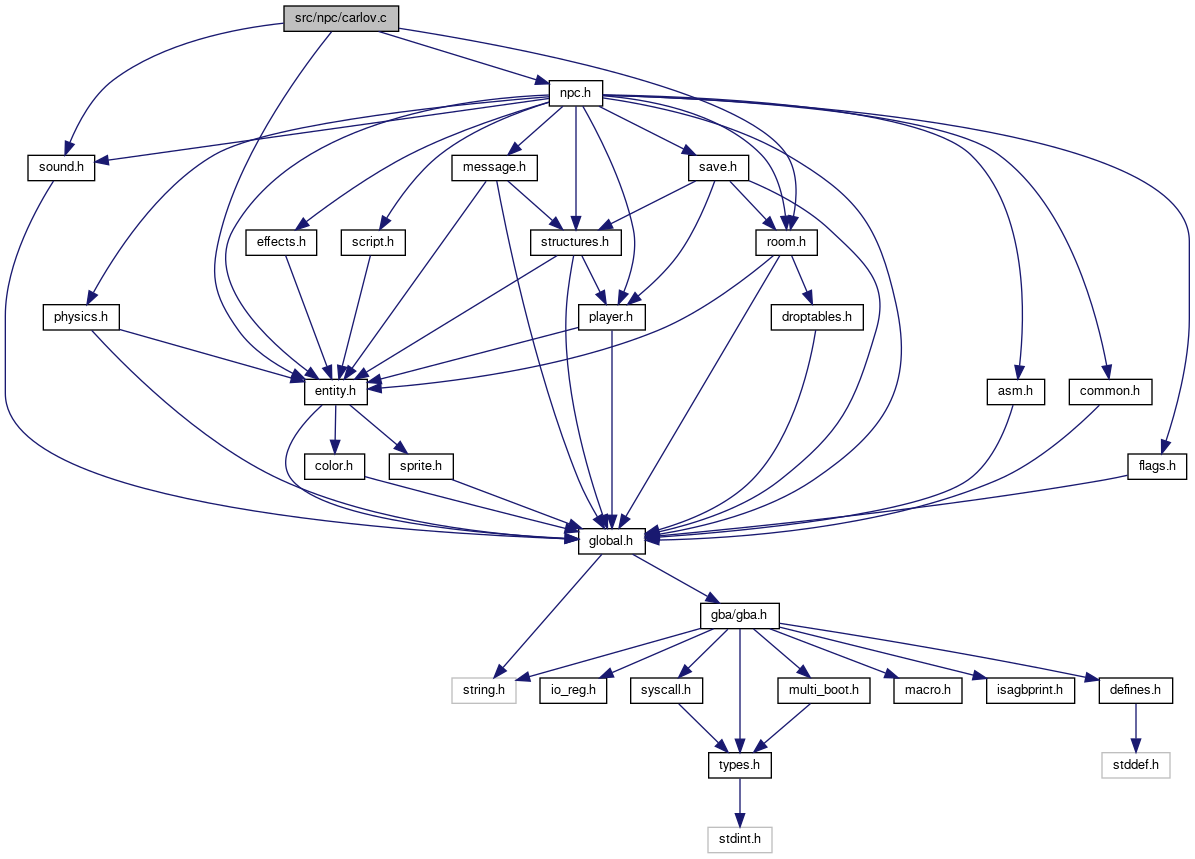 src/npc/carlov.c
npc.h
sound.h
message.h
save.h
effects.h
script.h
structures.h
room.h
physics.h
player.h
droptables.h
entity.h
asm.h
common.h
color.h
sprite.h
flags.h
global.h
gba/gba.h
string.h
io_reg.h
syscall.h
multi_boot.h
macro.h
isagbprint.h
defines.h
types.h
stddef.h
stdint.h